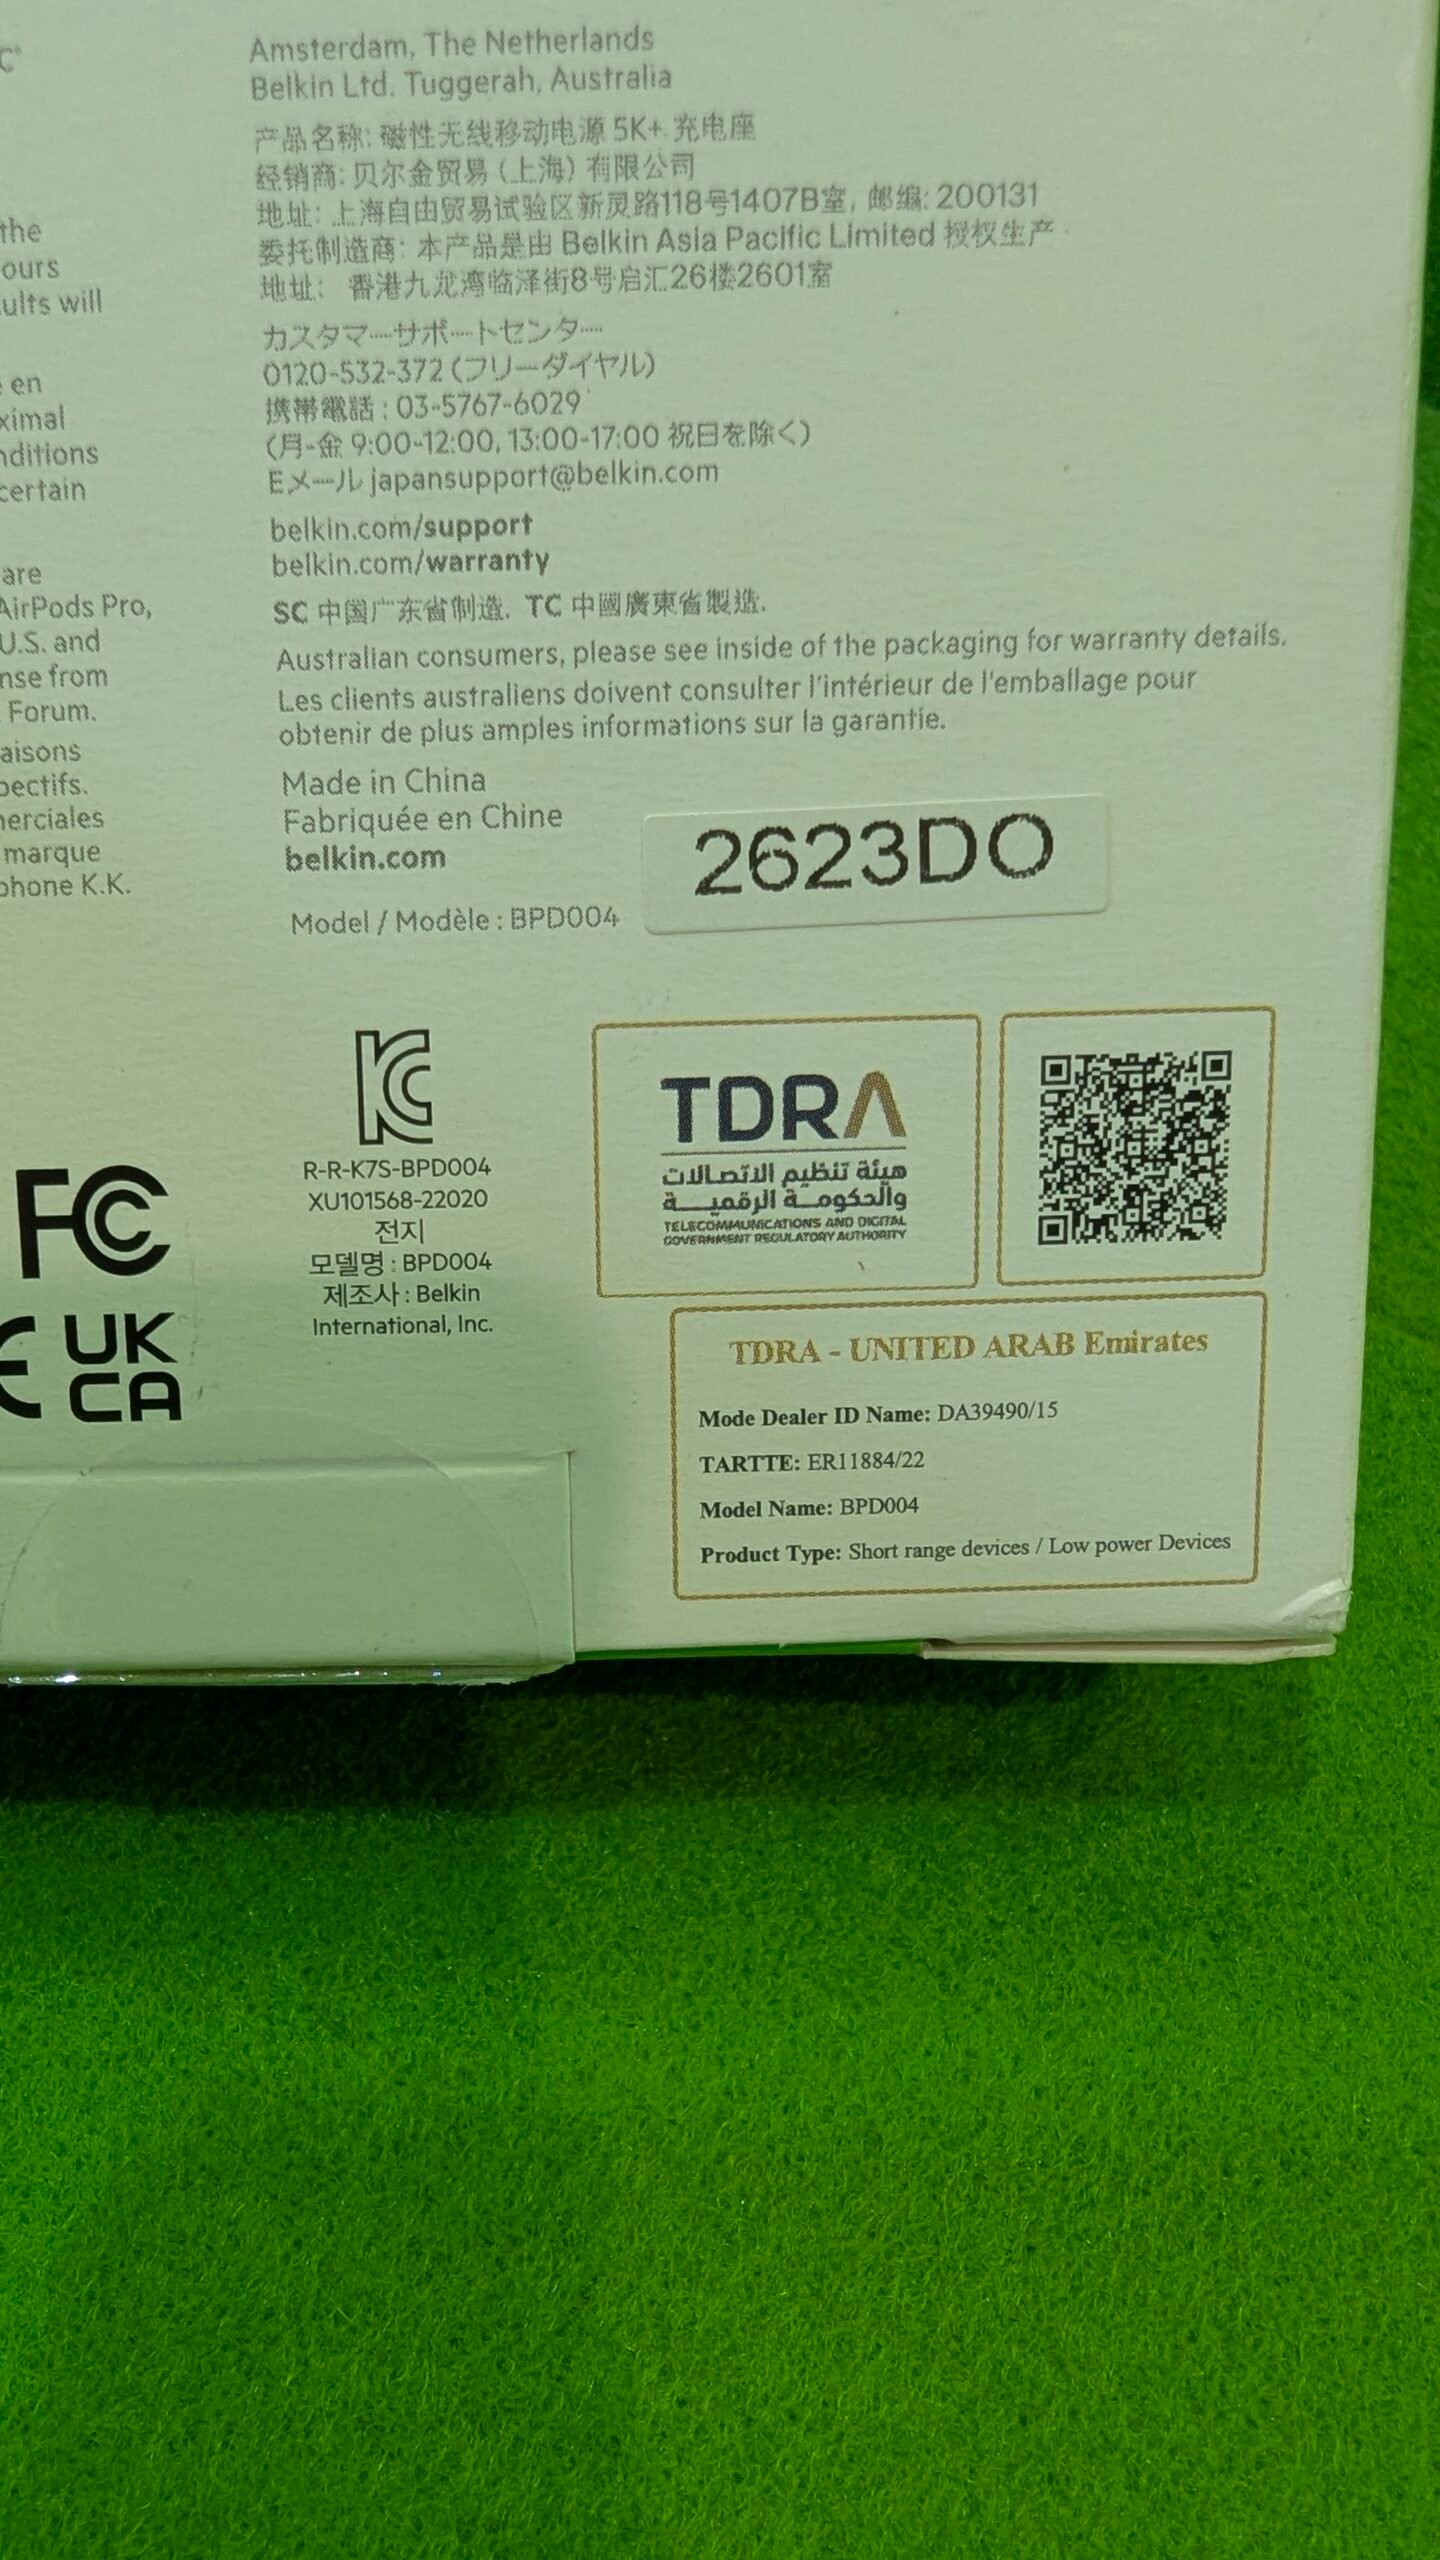 C
the
ours
ults will
en
ximal
nditions
certain
are
AirPods Pro,
U.S. and
nse from
Forum.
aisons
pectifs.
nerciales
marque
phone K.K.
Amsterdam, The Netherlands
Belkin Ltd. Tuggerah, Australia
产品名称: 磁性无线移动电源 5K+ 充电座
经销商: 贝尔金贸易 (上海) 有限公司
地址: 上海自由贸易试验区新灵路118号1407B室, 邮编: 200131
委托制造商: 本产品是由 Belkin Asia Pacific Limited 授权生产
地址: 香港九龙湾临泽街8号启汇26楼2601室
カスタマーサポートセンター
0120-532-372 (フリーダイヤル)
携帯電話 : 03-5767-6029
(月-金 9:00-12:00, 13:00-17:00 祝日を除く)
Eメール japansupport@belkin.com
belkin.com/support
belkin.com/warranty
SC 中国广东省制造. TC 中國廣東省製造.
Australian consumers, please see inside of the packaging for warranty details.
Les clients australiens doivent consulter l'intérieur de l'emballage pour
obtenir de plus amples informations sur la garantie.
Made in China
Fabriquée en Chine
belkin.com
2623DO
Model / Modèle : BPD004
FC
CE
UK
CA
R-R-K7S-BPD004
XU101568-22020
전지
모델명 : BPD004
제조사 : Belkin
International, Inc.
TDRA
هيئة تنظيم الاتصالات
والحكومة الرقمية
TELECOMMUNICATIONS AND DIGITAL
GOVERNMENT REGULATORY AUTHORITY
TDRA - UNITED ARAB Emirates
Mode Dealer ID Name: DA39490/15
TARTTE: ER11884/22
Model Name: BPD004
Product Type: Short range devices / Low power Devices